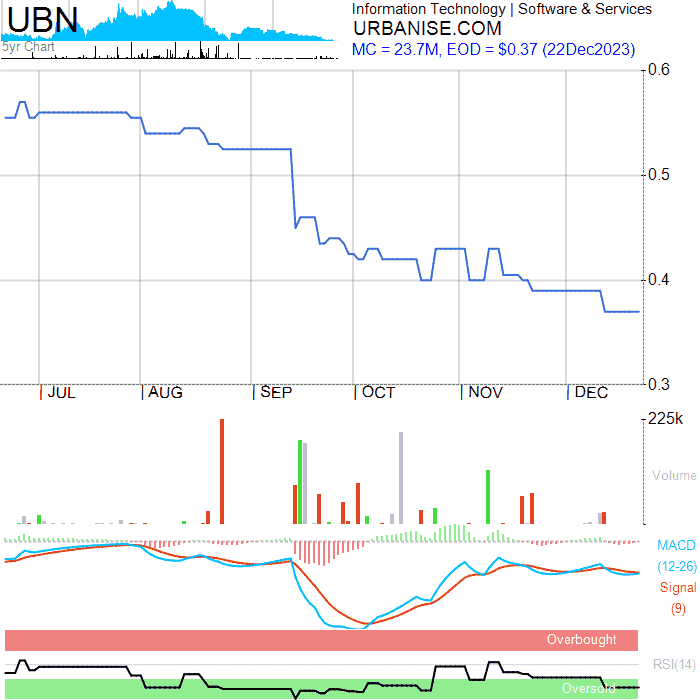 UBN
5yr Chart
Information Technology | Software & Services
URBANISE.COM
MC = 23.7M, EOD = $0.37 (22Dec2023)
0.6
0.5
0.4
0.3
JUL AUG SEP OCT NOV DEC
225k
Volume
MACD
(12-26)
Signal
(9)
Overbought
RSI(14)
Oversold